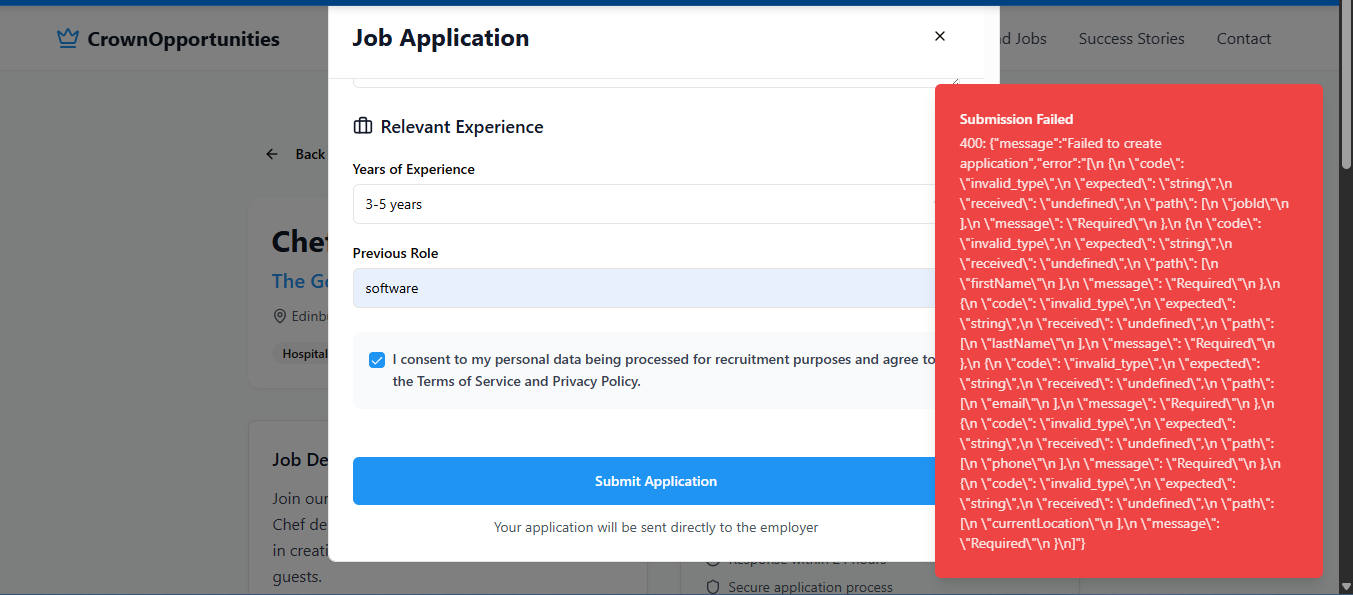 CrownOpportunities
Job Application
Jobs
Success Stories
Contact
Back
Relevant Experience
Years of Experience
3-5 years
Previous Role
software
I consent to my personal data being processed for recruitment purposes and agree to
the Terms of Service and Privacy Policy.
Submit Application
Your application will be sent directly to the employer
The
Edinb
Hospital
Job De
Join our
Chef de
in creati
guests.
Secure application process
Submission Failed
400: {"message":"Failed to create
application","error":"[\n {\n \"code\":
\"invalid_type\",\n \"expected\": \"string\",\n
\"received\": \"undefined\",\n \"path\": [\n \"jobId\"\n
],\n \"message\": \"Required\"\n },\n {\n \"code\":
\"invalid_type\",\n \"expected\": \"string\",\n
\"received\": \"undefined\",\n \"path\": [\n
\"firstName\"\n ],\n \"message\": \"Required\"\n },\n
{\n \"code\": \"invalid_type\",\n \"expected\":
\"string\",\n \"received\": \"undefined\",\n \"path\":
[\n \"lastName\"\n ],\n \"message\": \"Required\"\n
},\n {\n \"code\": \"invalid_type\",\n \"expected\":
\"string\",\n \"received\": \"undefined\",\n \"path\":
[\n \"email\"\n ],\n \"message\": \"Required\"\n },\n
{\n \"code\": \"invalid_type\",\n \"expected\":
\"string\",\n \"received\": \"undefined\",\n \"path\":
[\n \"phone\"\n ],\n \"message\": \"Required\"\n },\n
{\n \"code\": \"invalid_type\",\n \"expected\":
\"string\",\n \"received\": \"undefined\",\n \"path\":
[\n \"currentLocation\"\n ],\n \"message\":
\"Required\"\n }\n]"}